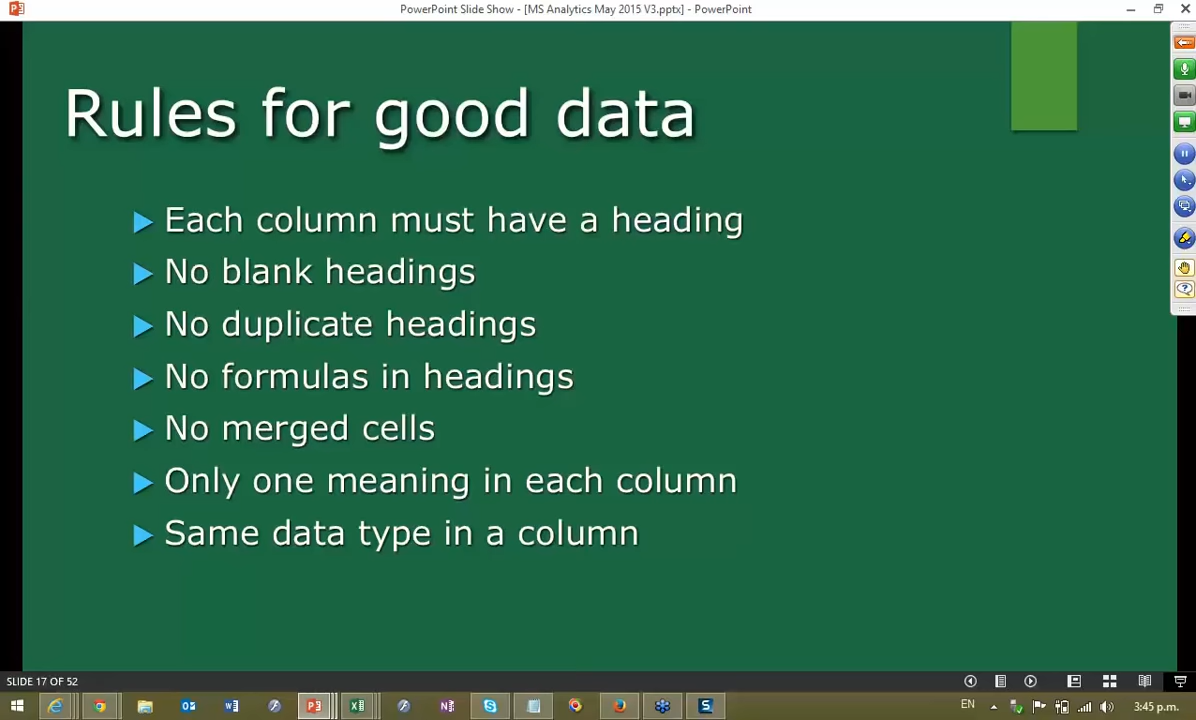 PowerPoint Slide Show - [MS Analytics May 2015 V3.pptx] - PowerPoint
Rules for good data
Each column must have a heading
No blank headings
No duplicate headings
No formulas in headings
No merged cells
Only one meaning in each column
Same data type in a column
SLIDE 17 OF 52
EN
3:45 p.m.